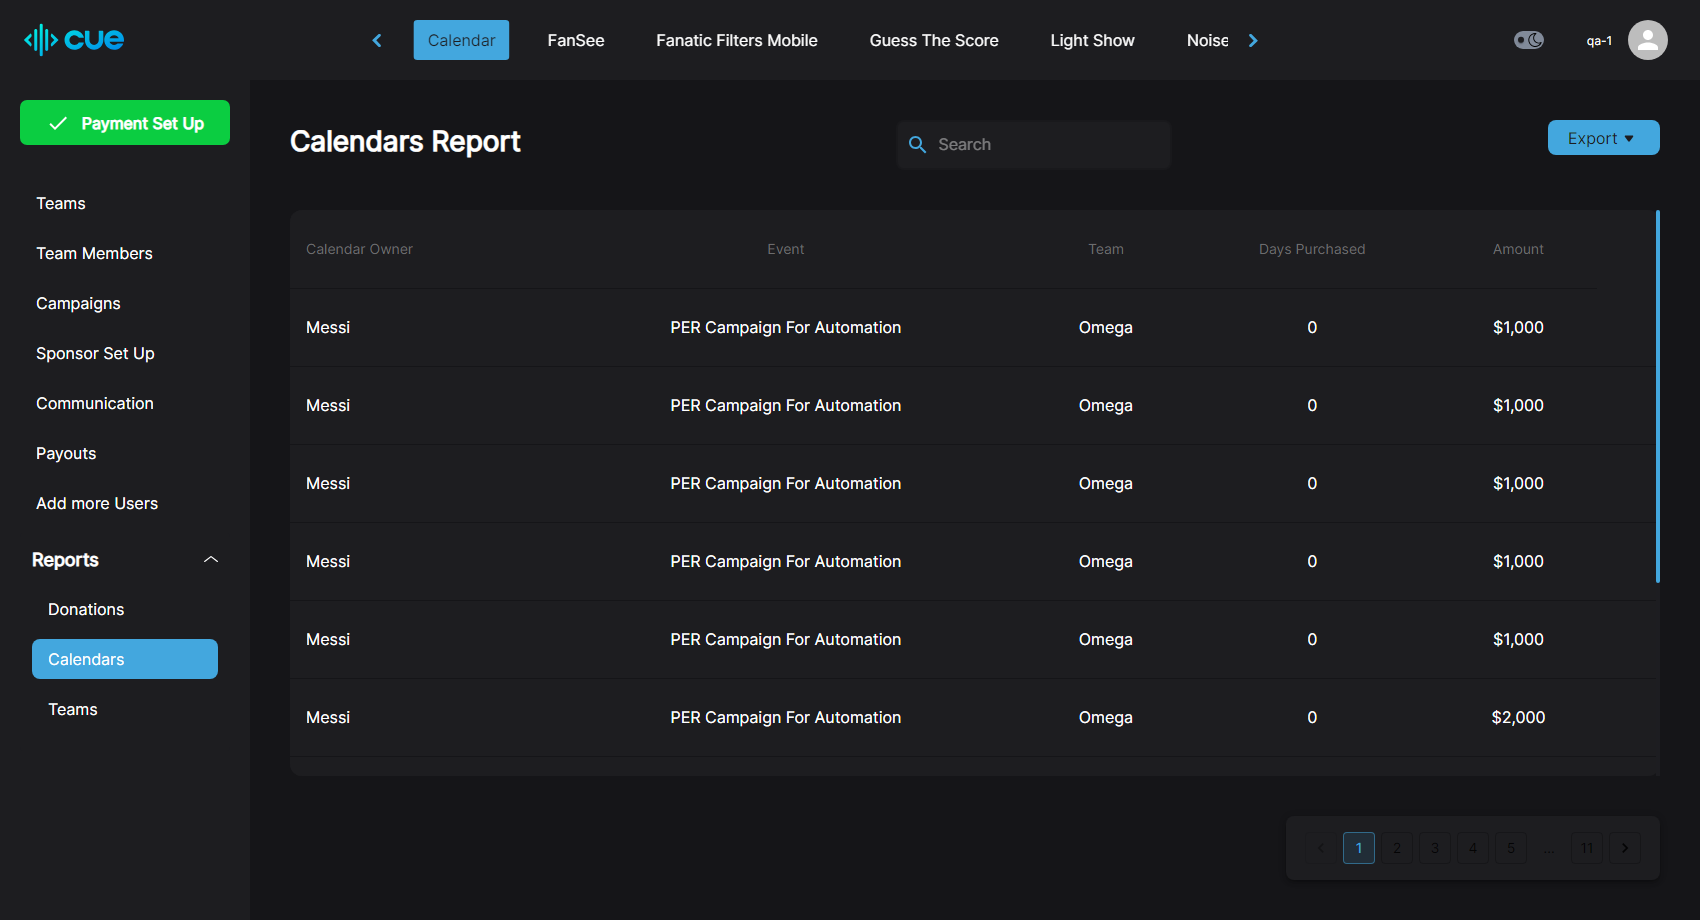 cue
Calendar FanSee Fanatic Filters Mobile Guess The Score Light Show Noise
qa-1
Payment Set Up
Teams
Team Members
Campaigns
Sponsor Set Up
Communication
Payouts
Add more Users
Reports
Donations
Calendars
Teams
Calendars Report
Search
Export
Calendar Owner Event Team Days Purchased Amount
Messi PER Campaign For Automation Omega 0 $1,000
Messi PER Campaign For Automation Omega 0 $1,000
Messi PER Campaign For Automation Omega 0 $1,000
Messi PER Campaign For Automation Omega 0 $1,000
Messi PER Campaign For Automation Omega 0 $1,000
Messi PER Campaign For Automation Omega 0 $2,000
1 2 3 4 5 ... 11